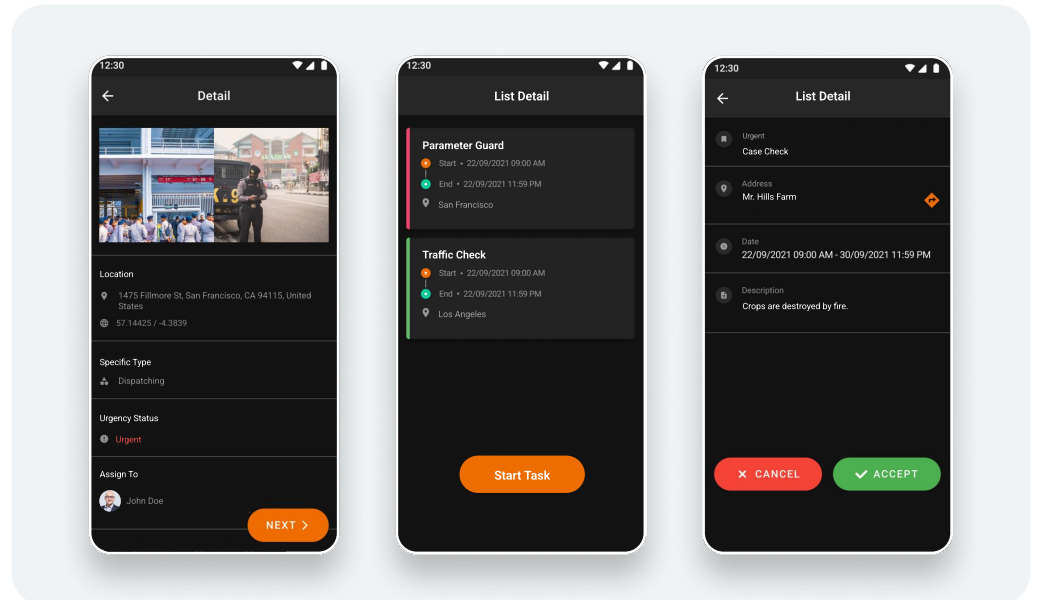 12:30
Detail
K.9
Location
1475 Fillmore St, San Francisco, CA 94115, United
States
57.14425 / -4.3839
Specific Type
Dispatching
Urgency Status
Urgent
Assign To
John Doe
NEXT >
12:30
List Detail
Parameter Guard
Start • 22/09/2021 09:00 AM
End • 22/09/2021 11:59 PM
San Francisco
Traffic Check
Start • 22/09/2021 09:00 AM
End • 22/09/2021 11:59 PM
Los Angeles
Start Task
12:30
List Detail
Urgent
Case Check
Address
Mr. Hills Farm
Date
22/09/2021 09:00 AM - 30/09/2021 11:59 PM
Description
Crops are destroyed by fire.
CANCEL
ACCEPT